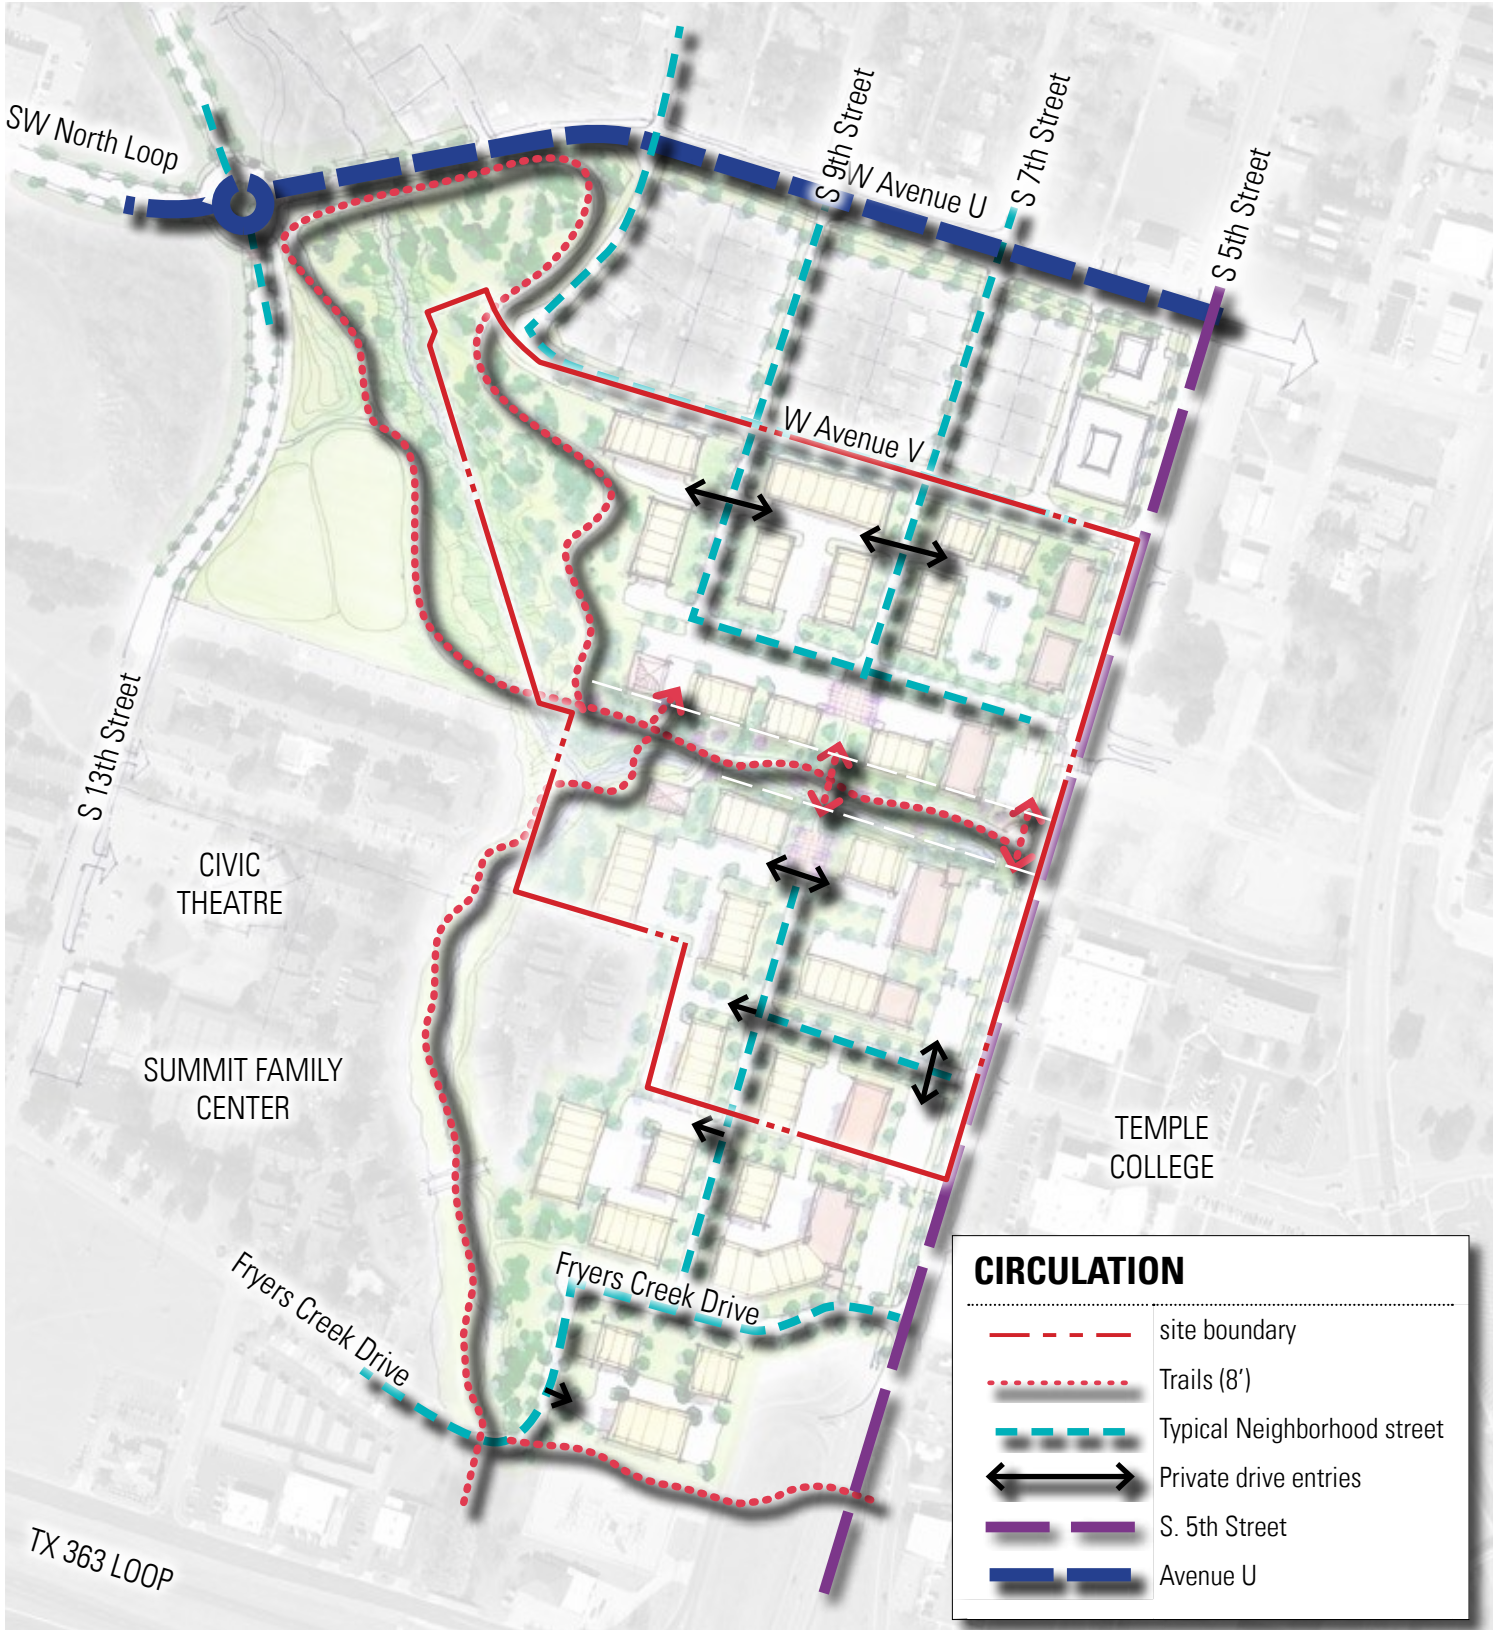 SW North Loop
S 9th Street
S 7th Street
S 5th Street
W Avenue U
W Avenue V
S 13th Street
CIVIC
THEATRE
SUMMIT FAMILY
CENTER
TEMPLE
COLLEGE
Fryers Creek Drive
Fryers Creek Drive
TX 363 LOOP
CIRCULATION
site boundary
Trails (8’)
Typical Neighborhood street
Private drive entries
S. 5th Street
Avenue U